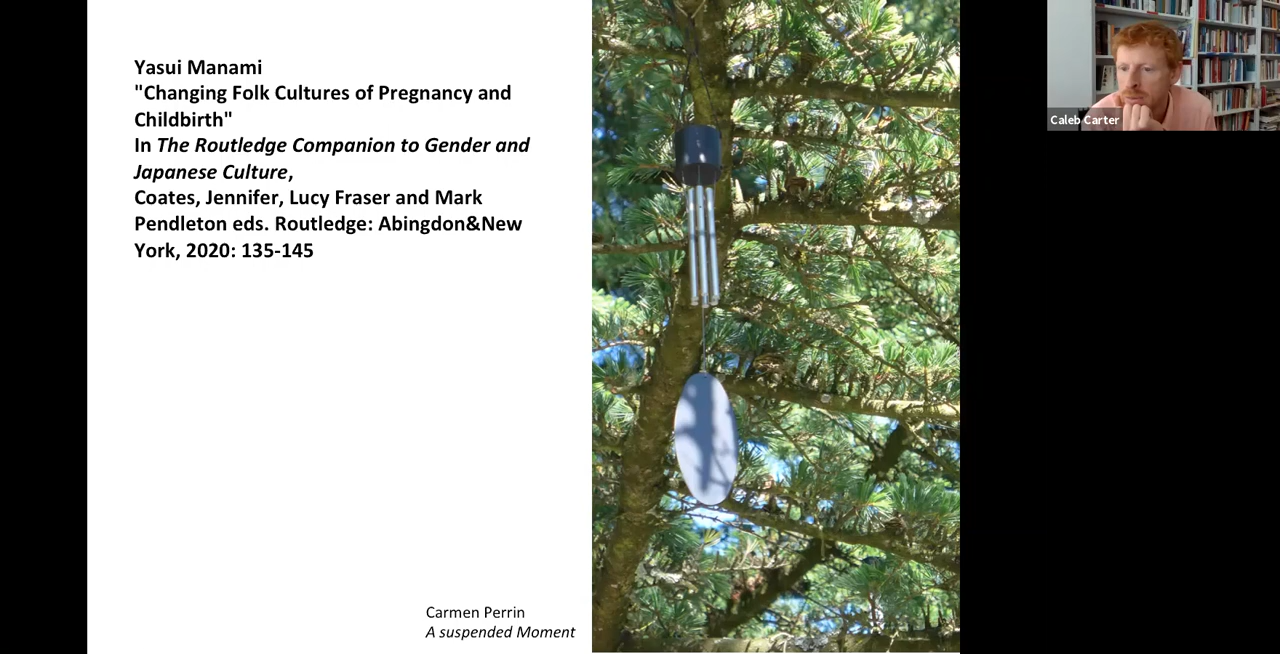 Yasui Manami
"Changing Folk Cultures of Pregnancy and
Childbirth"
In The Routledge Companion to Gender and
Japanese Culture,
Coates, Jennifer, Lucy Fraser and Mark
Pendleton eds. Routledge: Abingdon&New
York, 2020: 135-145
Carmen Perrin
A suspended Moment
Caleb Carter